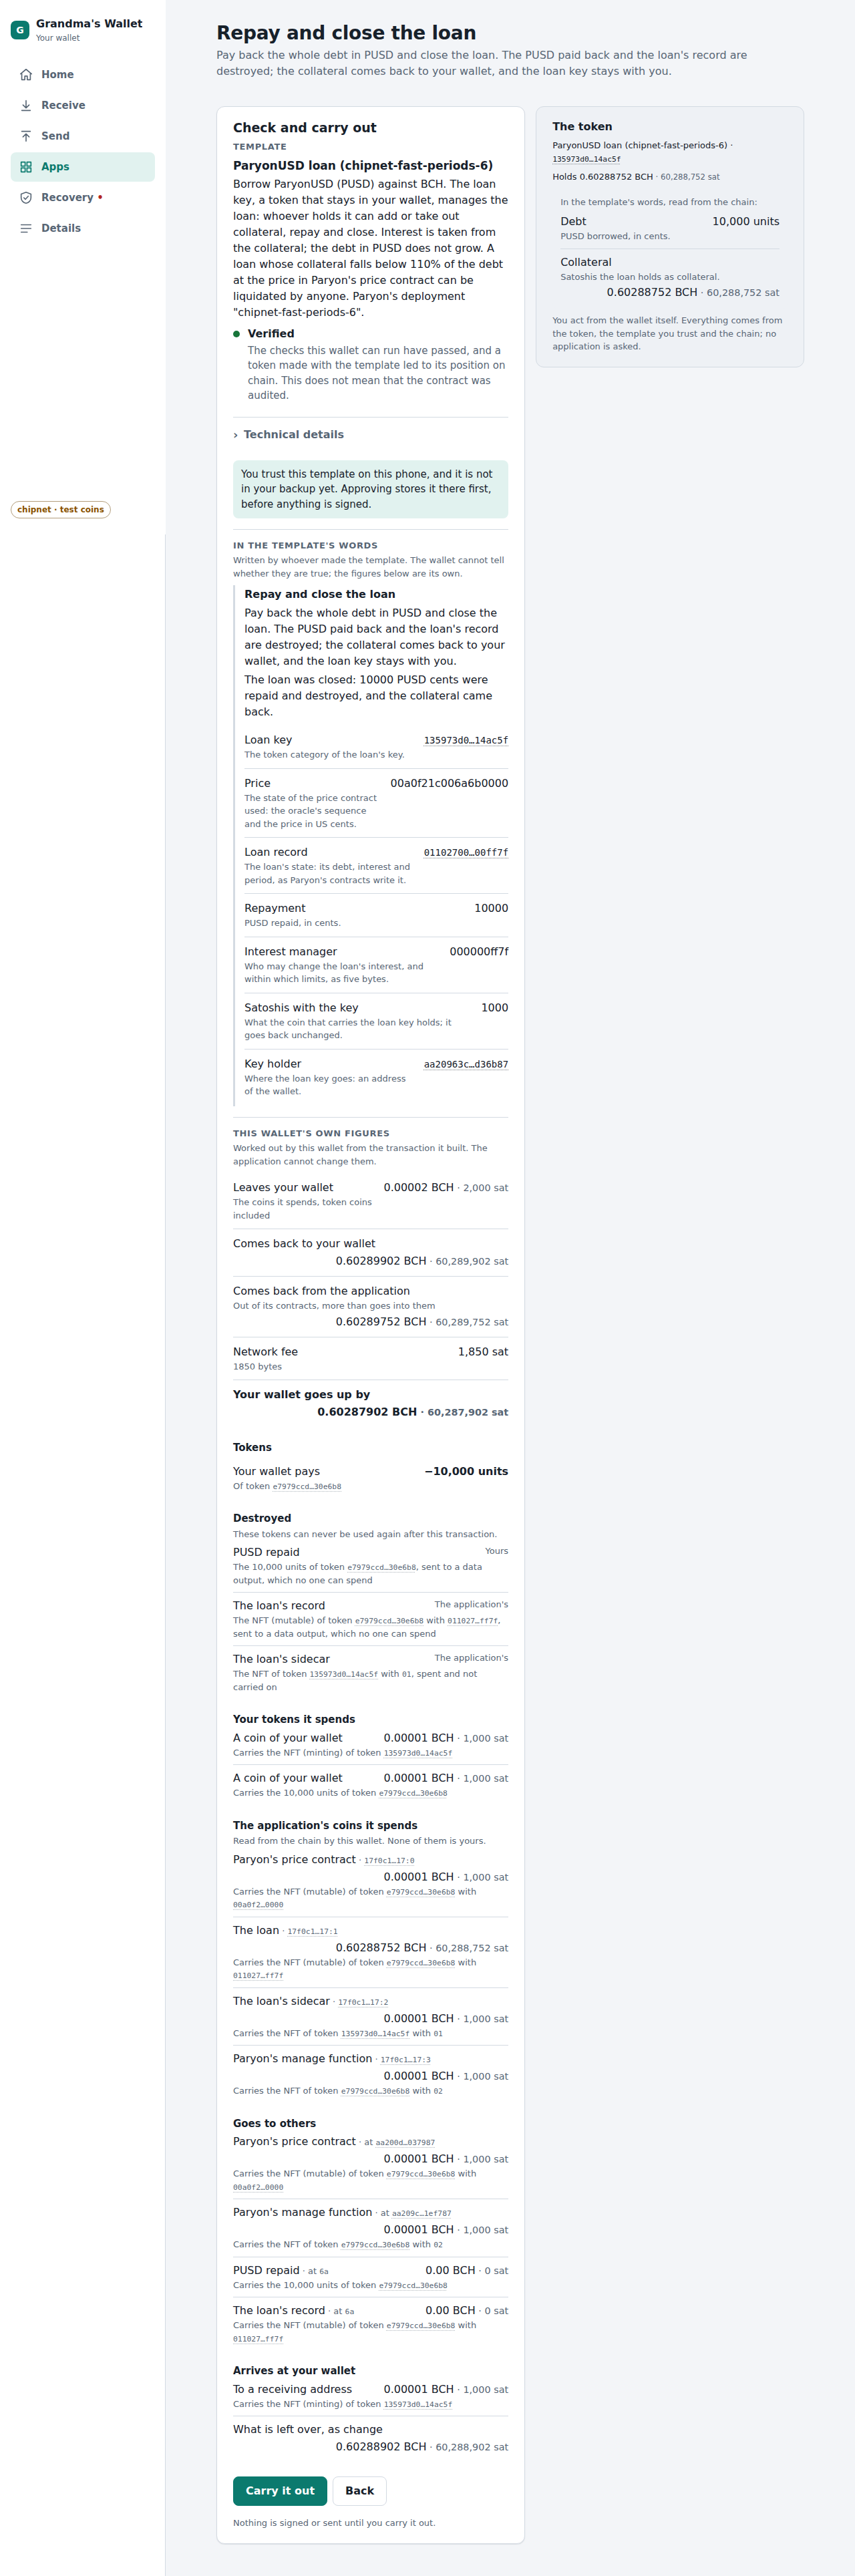 G
Grandma's Wallet
Your wallet
Home
Receive
Send
Apps
Recovery •
Details
chipnet · test coins
Repay and close the loan
Pay back the whole debt in PUSD and close the loan. The PUSD paid back and the loan's record are
destroyed; the collateral comes back to your wallet, and the loan key stays with you.
Check and carry out
TEMPLATE
ParyonUSD loan (chipnet-fast-periods-6)
Borrow ParyonUSD (PUSD) against BCH. The loan
key, a token that stays in your wallet, manages the
loan: whoever holds it can add or take out
collateral, repay and close. Interest is taken from
the collateral; the debt in PUSD does not grow. A
loan whose collateral falls below 110% of the debt
at the price in Paryon's price contract can be
liquidated by anyone. Paryon's deployment
"chipnet-fast-periods-6".
Verified
The checks this wallet can run have passed, and a
token made with the template led to its position on
chain. This does not mean that the contract was
audited.
› Technical details
You trust this template on this phone, and it is not
in your backup yet. Approving stores it there first,
before anything is signed.
IN THE TEMPLATE'S WORDS
Written by whoever made the template. The wallet cannot tell
whether they are true; the figures below are its own.
Repay and close the loan
Pay back the whole debt in PUSD and close the
loan. The PUSD paid back and the loan's record
are destroyed; the collateral comes back to your
wallet, and the loan key stays with you.
The loan was closed: 10000 PUSD cents were
repaid and destroyed, and the collateral came
back.
Loan key 135973d0…14ac5f
The token category of the loan's key.
Price 00a0f21c006a6b0000
The state of the price contract
used: the oracle's sequence
and the price in US cents.
Loan record 01102700…00ff7f
The loan's state: its debt, interest and
period, as Paryon's contracts write it.
Repayment 10000
PUSD repaid, in cents.
Interest manager 000000ff7f
Who may change the loan's interest, and
within which limits, as five bytes.
Satoshis with the key 1000
What the coin that carries the loan key holds; it
goes back unchanged.
Key holder aa20963c…d36b87
Where the loan key goes: an address
of the wallet.
THIS WALLET'S OWN FIGURES
Worked out by this wallet from the transaction it built. The
application cannot change them.
Leaves your wallet 0.00002 BCH · 2,000 sat
The coins it spends, token coins
included
Comes back to your wallet
0.60289902 BCH · 60,289,902 sat
Comes back from the application
Out of its contracts, more than goes into them
0.60289752 BCH · 60,289,752 sat
Network fee 1,850 sat
1850 bytes
Your wallet goes up by
0.60287902 BCH · 60,287,902 sat
Tokens
Your wallet pays −10,000 units
Of token e7979ccd…30e6b8
Destroyed
These tokens can never be used again after this transaction.
PUSD repaid Yours
The 10,000 units of token e7979ccd…30e6b8, sent to a data
output, which no one can spend
The loan's record The application's
The NFT (mutable) of token e7979ccd…30e6b8 with 011027…ff7f,
sent to a data output, which no one can spend
The loan's sidecar The application's
The NFT of token 135973d0…14ac5f with 01, spent and not
carried on
Your tokens it spends
A coin of your wallet 0.00001 BCH · 1,000 sat
Carries the NFT (minting) of token 135973d0…14ac5f
A coin of your wallet 0.00001 BCH · 1,000 sat
Carries the 10,000 units of token e7979ccd…30e6b8
The application's coins it spends
Read from the chain by this wallet. None of them is yours.
Paryon's price contract · 17f0c1…17:0
0.00001 BCH · 1,000 sat
Carries the NFT (mutable) of token e7979ccd…30e6b8 with
00a0f2…0000
The loan · 17f0c1…17:1
0.60288752 BCH · 60,288,752 sat
Carries the NFT (mutable) of token e7979ccd…30e6b8 with
011027…ff7f
The loan's sidecar · 17f0c1…17:2
0.00001 BCH · 1,000 sat
Carries the NFT of token 135973d0…14ac5f with 01
Paryon's manage function · 17f0c1…17:3
0.00001 BCH · 1,000 sat
Carries the NFT of token e7979ccd…30e6b8 with 02
Goes to others
Paryon's price contract · at aa200d…037987
0.00001 BCH · 1,000 sat
Carries the NFT (mutable) of token e7979ccd…30e6b8 with
00a0f2…0000
Paryon's manage function · at aa209c…1ef787
0.00001 BCH · 1,000 sat
Carries the NFT of token e7979ccd…30e6b8 with 02
PUSD repaid · at 6a 0.00 BCH · 0 sat
Carries the 10,000 units of token e7979ccd…30e6b8
The loan's record · at 6a 0.00 BCH · 0 sat
Carries the NFT (mutable) of token e7979ccd…30e6b8 with
011027…ff7f
Arrives at your wallet
To a receiving address 0.00001 BCH · 1,000 sat
Carries the NFT (minting) of token 135973d0…14ac5f
What is left over, as change
0.60288902 BCH · 60,288,902 sat
Carry it out Back
Nothing is signed or sent until you carry it out.
The token
ParyonUSD loan (chipnet-fast-periods-6) ·
135973d0…14ac5f
Holds 0.60288752 BCH · 60,288,752 sat
In the template's words, read from the chain:
Debt 10,000 units
PUSD borrowed, in cents.
Collateral
Satoshis the loan holds as collateral.
0.60288752 BCH · 60,288,752 sat
You act from the wallet itself. Everything comes from
the token, the template you trust and the chain; no
application is asked.